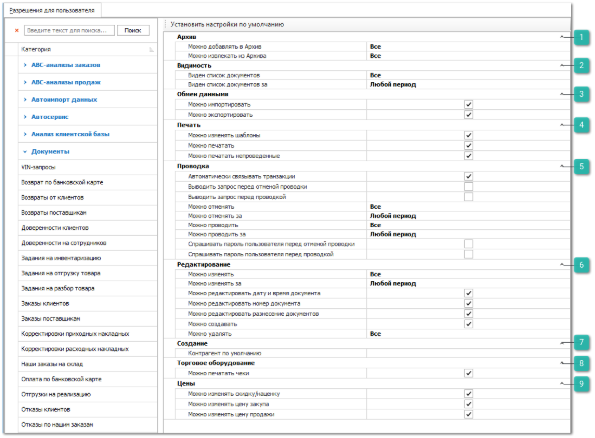 Разрешения для пользователя
Введите текст для поиска...
Поиск
Категория
ABC-анализы заказов
ABC-анализы продаж
Автоимпорт данных
Автосервис
Анализ клиентской базы
Документы
VIN-запросы
Возврат по банковской карте
Возвраты от клиентов
Возвраты поставщикам
Доверенности клиентов
Доверенности на сотрудников
Задания на инвентаризацию
Задания на отгрузку товара
Задания на разбор товара
Заказы клиентов
Заказы поставщикам
Корректировки приходных накладных
Корректировки расходных накладных
Наши заказы на склад
Оплата по банковской карте
Отгрузки на реализацию
Отказы клиентов
Отказы по нашим заказам
Установить настройки по умолчанию
Архив 1
Можно добавлять в Архив Все
Можно извлекать из Архива Все
Видимость 2
Виден список документов Все
Виден список документов за Любой период
Обмен данными 3
Можно импортировать
Можно экспортировать
Печать 4
Можно изменять шаблоны
Можно печатать
Можно печатать непроведенные
Проводка 5
Автоматически связывать транзакции
Выводить запрос перед отменой проводки
Выводить запрос перед проводкой
Можно отменять Все
Можно отменять за Любой период
Можно проводить Все
Можно проводить за Любой период
Спрашивать пароль пользователя перед отменой проводки
Спрашивать пароль пользователя перед проводкой
Редактирование 6
Можно изменять Все
Можно изменять за Любой период
Можно редактировать дату и время документа
Можно редактировать номер документа
Можно редактировать разнесение документов
Можно создавать
Можно удалять Все
Создание 7
Контрагент по умолчанию
Торговое оборудование 8
Можно печатать чеки
Цены 9
Можно изменять скидку/наценку
Можно изменять цену закупа
Можно изменять цену продажи